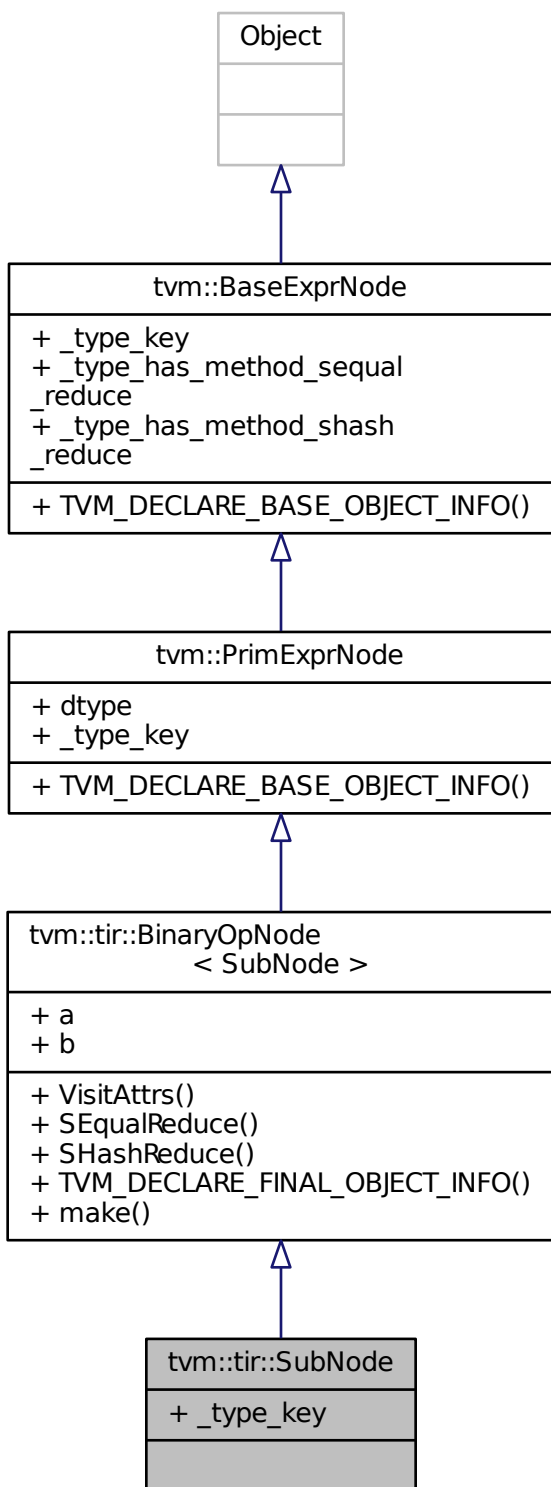 Object
tvm::BaseExprNode
+ _type_key
+ _type_has_method_sequal
_reduce
+ _type_has_method_shash
_reduce
+ TVM_DECLARE_BASE_OBJECT_INFO()
tvm::PrimExprNode
+ dtype
+ _type_key
+ TVM_DECLARE_BASE_OBJECT_INFO()
tvm::tir::BinaryOpNode
< SubNode >
+ a
+ b
+ VisitAttrs()
+ SEqualReduce()
+ SHashReduce()
+ TVM_DECLARE_FINAL_OBJECT_INFO()
+ make()
tvm::tir::SubNode
+ _type_key